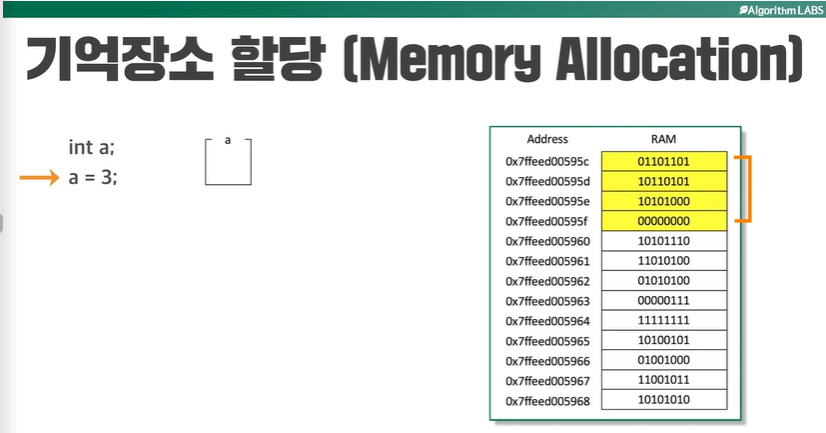 Algorithm LABS
기억장소 할당 (Memory Allocation)
int a;
a = 3;
a
Address RAM
0x7ffeed00595c 01101101
0x7ffeed00595d 10110101
0x7ffeed00595e 10101000
0x7ffeed00595f 00000000
0x7ffeed005960 10101110
0x7ffeed005961 11010100
0x7ffeed005962 01010100
0x7ffeed005963 00000111
0x7ffeed005964 11111111
0x7ffeed005965 10100101
0x7ffeed005966 01001000
0x7ffeed005967 11001011
0x7ffeed005968 10101010